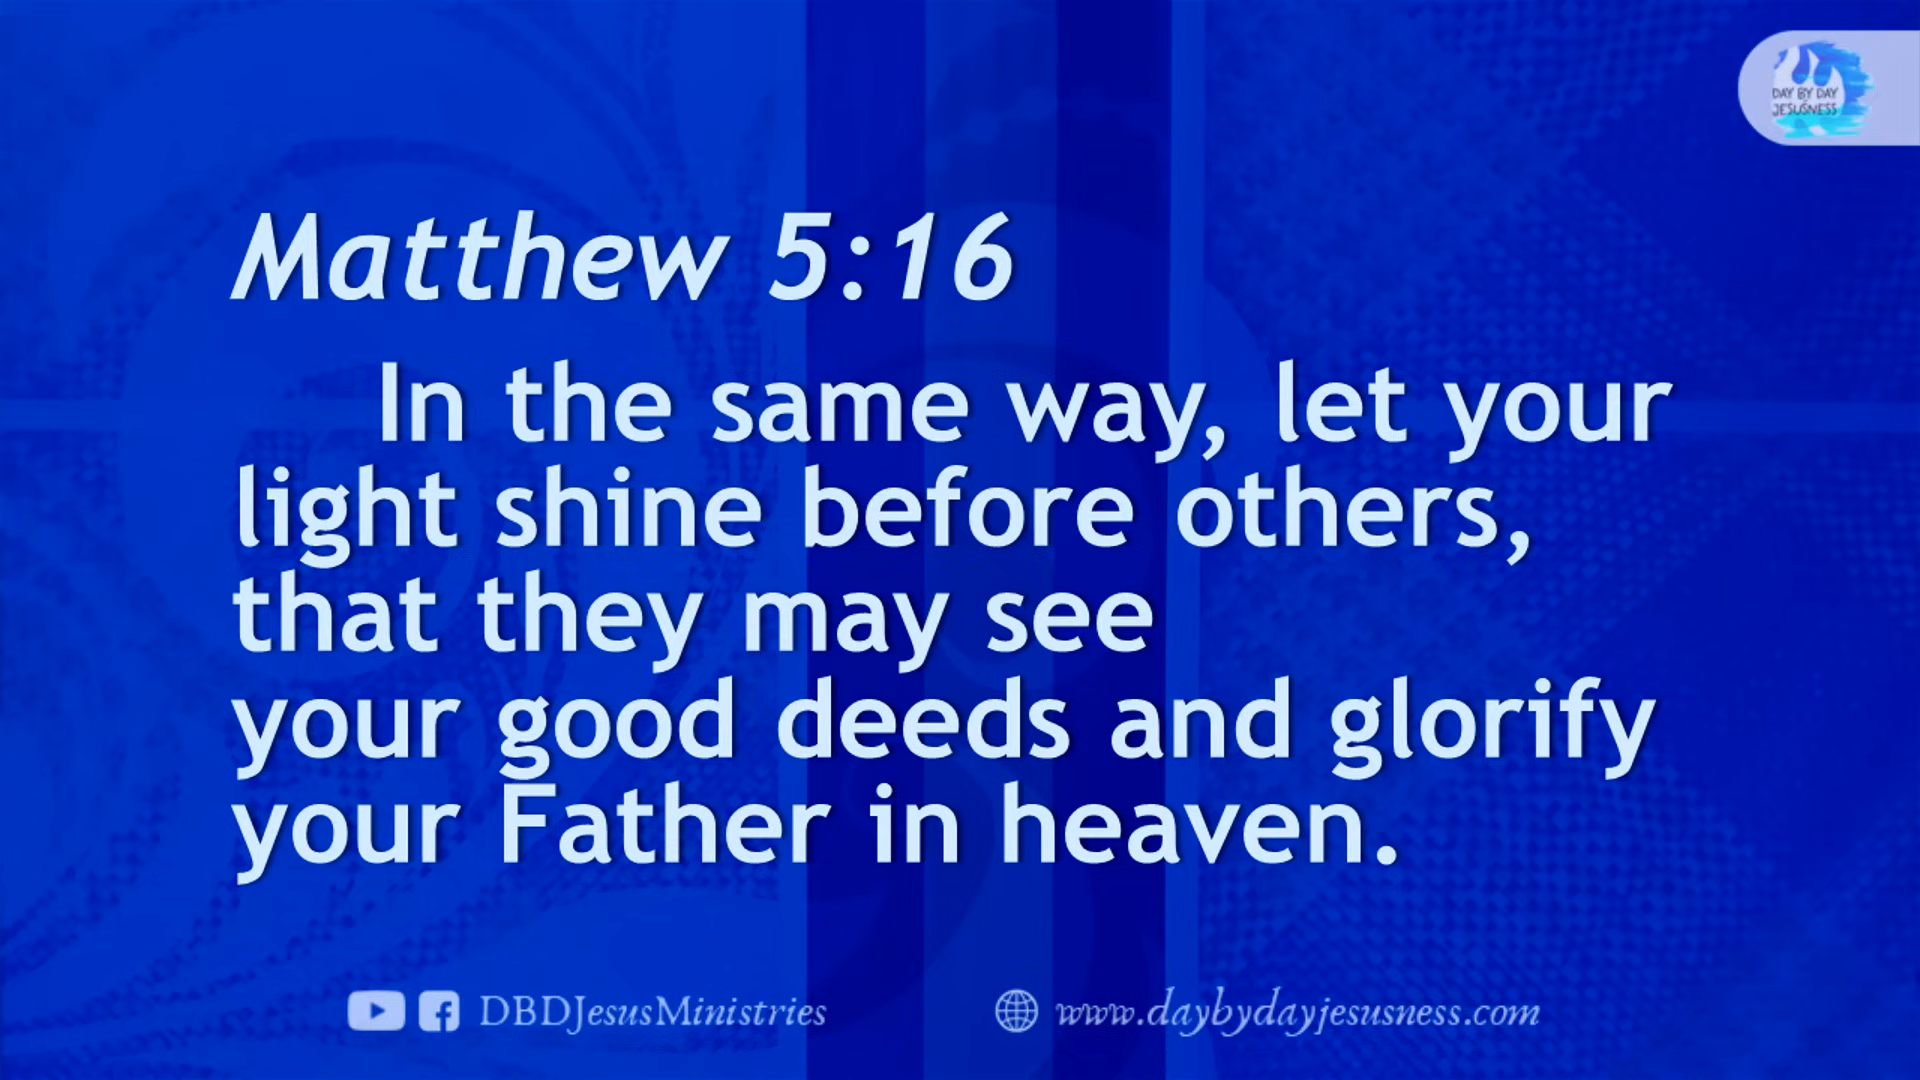 DAY BY DAY
JESUSNESS
Matthew 5:16
In the same way, let your
light shine before others,
that they may see
your good deeds and glorify
your Father in heaven.
DBDJesusMinistries
www.daybydayjesusness.com